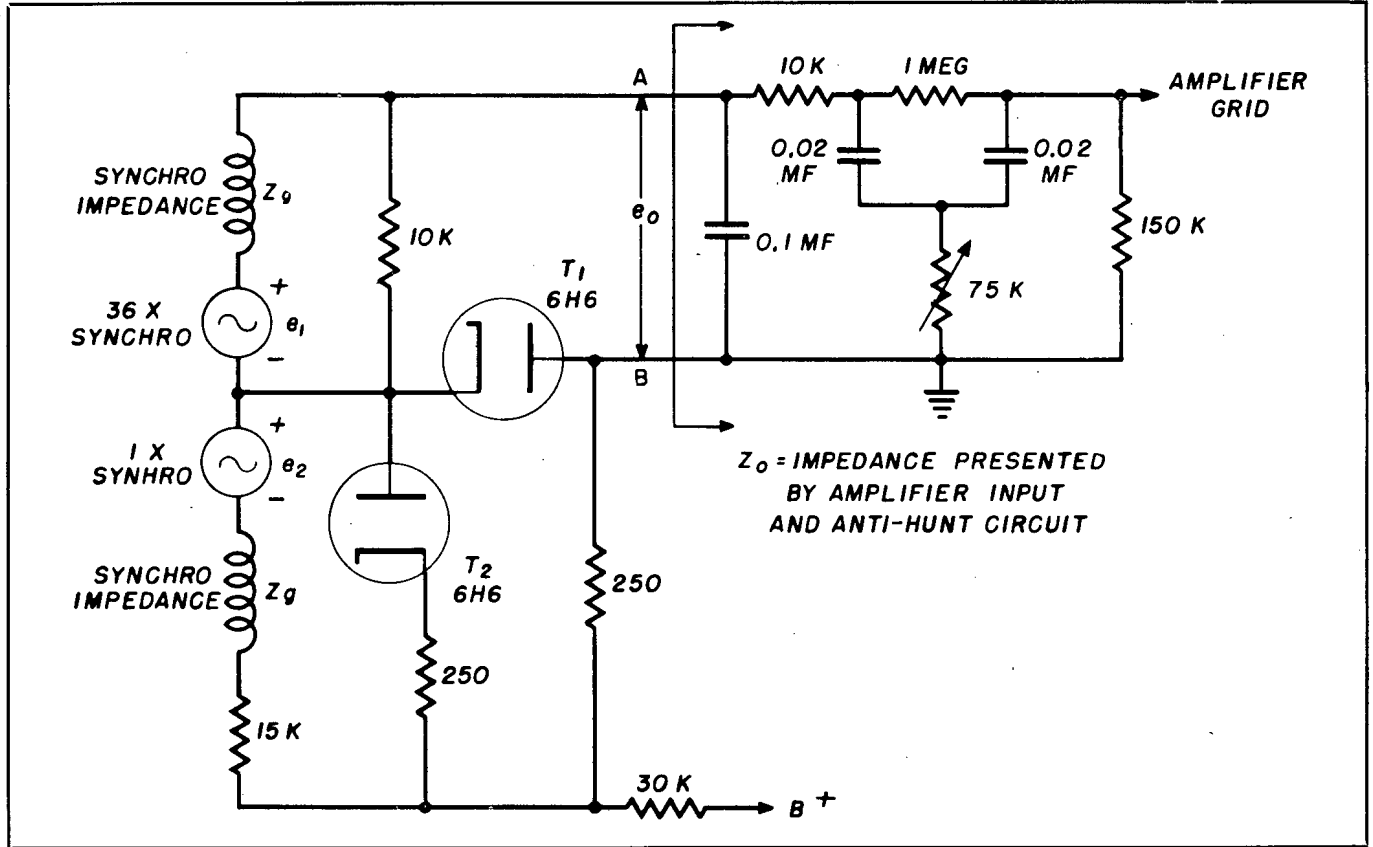 A
10 K
1 MEG
AMPLIFIER
GRID
SYNCHRO
IMPEDANCE
Zg
0.02
MF
0.02
MF
10 K
e₀
0.1 MF
150 K
T₁
6H6
75 K
+
36 X
SYNCHRO
e₁
-
B
+
1 X
SYNHRO
e₂
-
Z₀ = IMPEDANCE PRESENTED
BY AMPLIFIER INPUT
AND ANTI-HUNT CIRCUIT
T₂
6H6
SYNCHRO
IMPEDANCE
Zg
250
250
15 K
30 K
B +